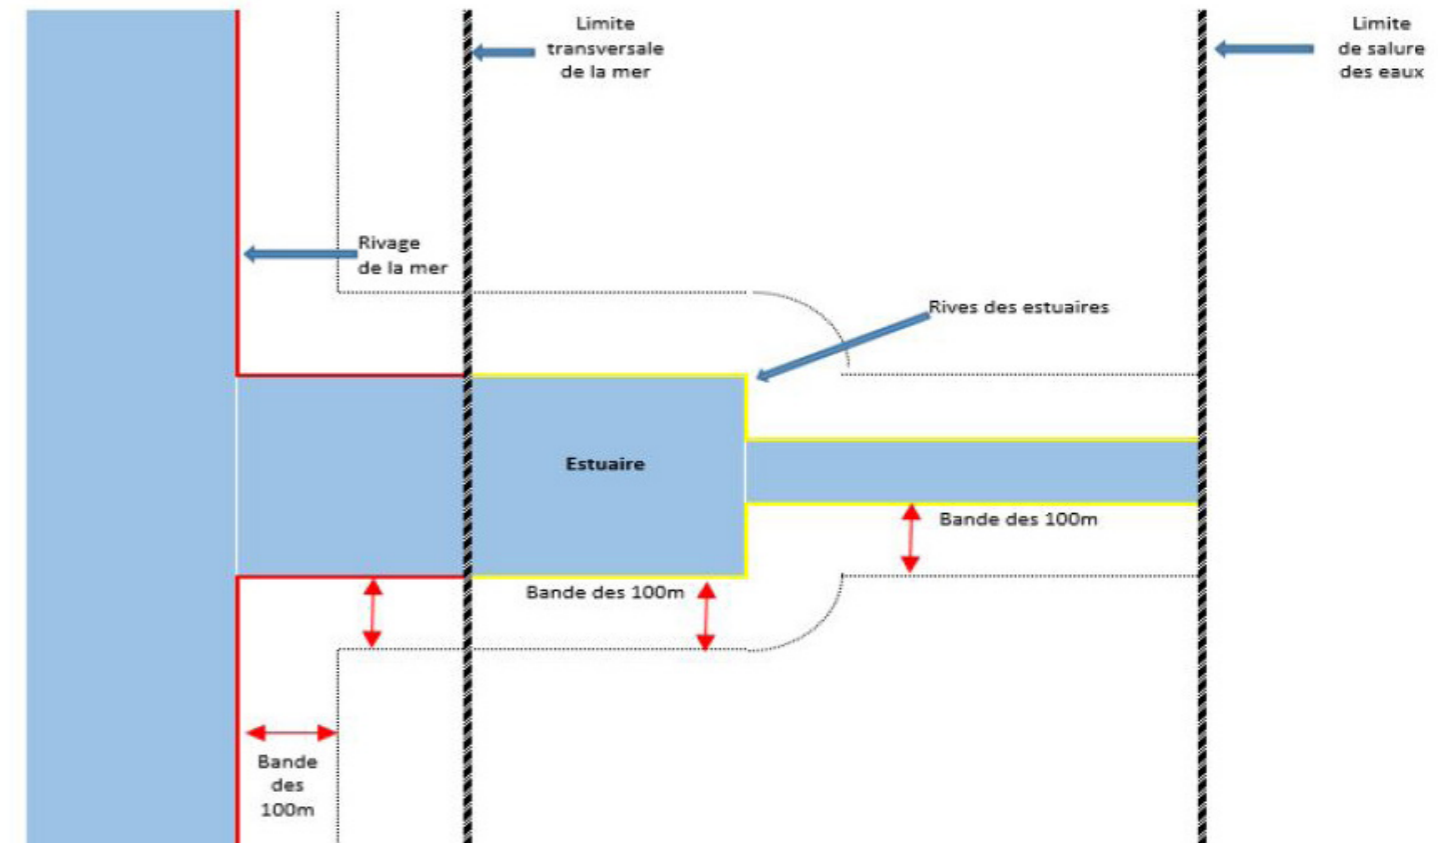 Limite
transversale
de la mer
Limite
de salure
des eaux
Rivage
de la mer
Rives des estuaires
Estuaire
Bande des 100m
Bande des 100m
Bande
des
100m